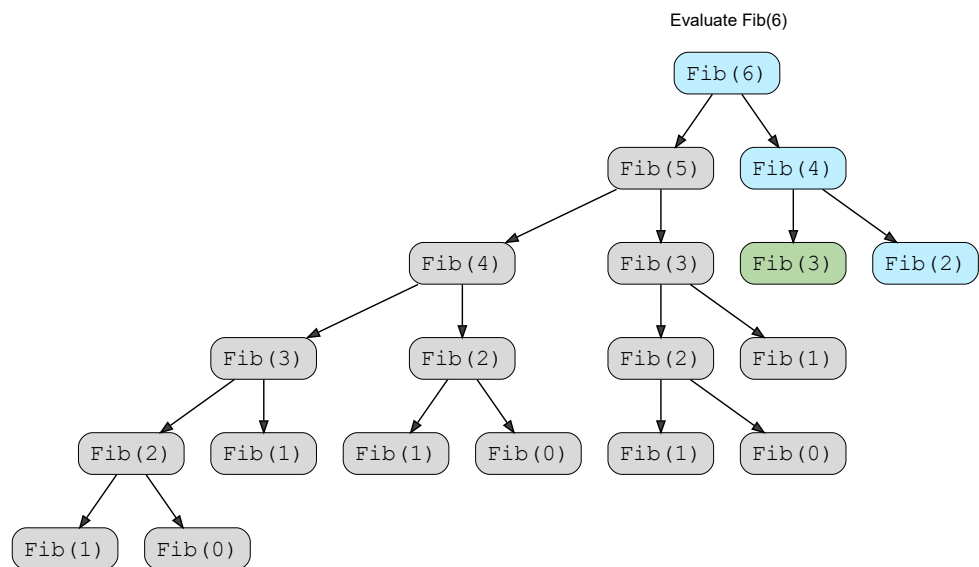 Evaluate Fib(6)
Fib(6)
Fib(5) Fib(4)
Fib(4) Fib(3) Fib(3) Fib(2)
Fib(3) Fib(2) Fib(2) Fib(1)
Fib(2) Fib(1) Fib(1) Fib(0) Fib(1) Fib(0)
Fib(1) Fib(0)